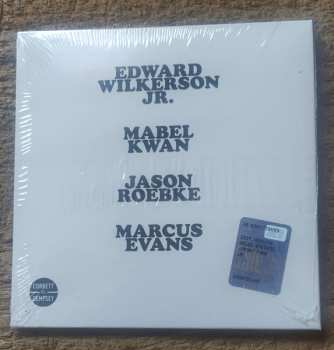 EDWARD
WILKERSON
JR.
MABEL
KWAN
JASON
ROEBKE
MARCUS
EVANS
CORBETT
VS.
DEMPSEY